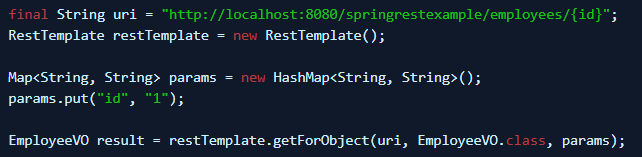 final String uri = "http://localhost:8080/springrestexample/employees/{id}";
RestTemplate restTemplate = new RestTemplate();
Map<String, String> params = new HashMap<String, String>();
params.put("id", "1");
EmployeeVO result = restTemplate.getForObject(uri, EmployeeVO.class, params);